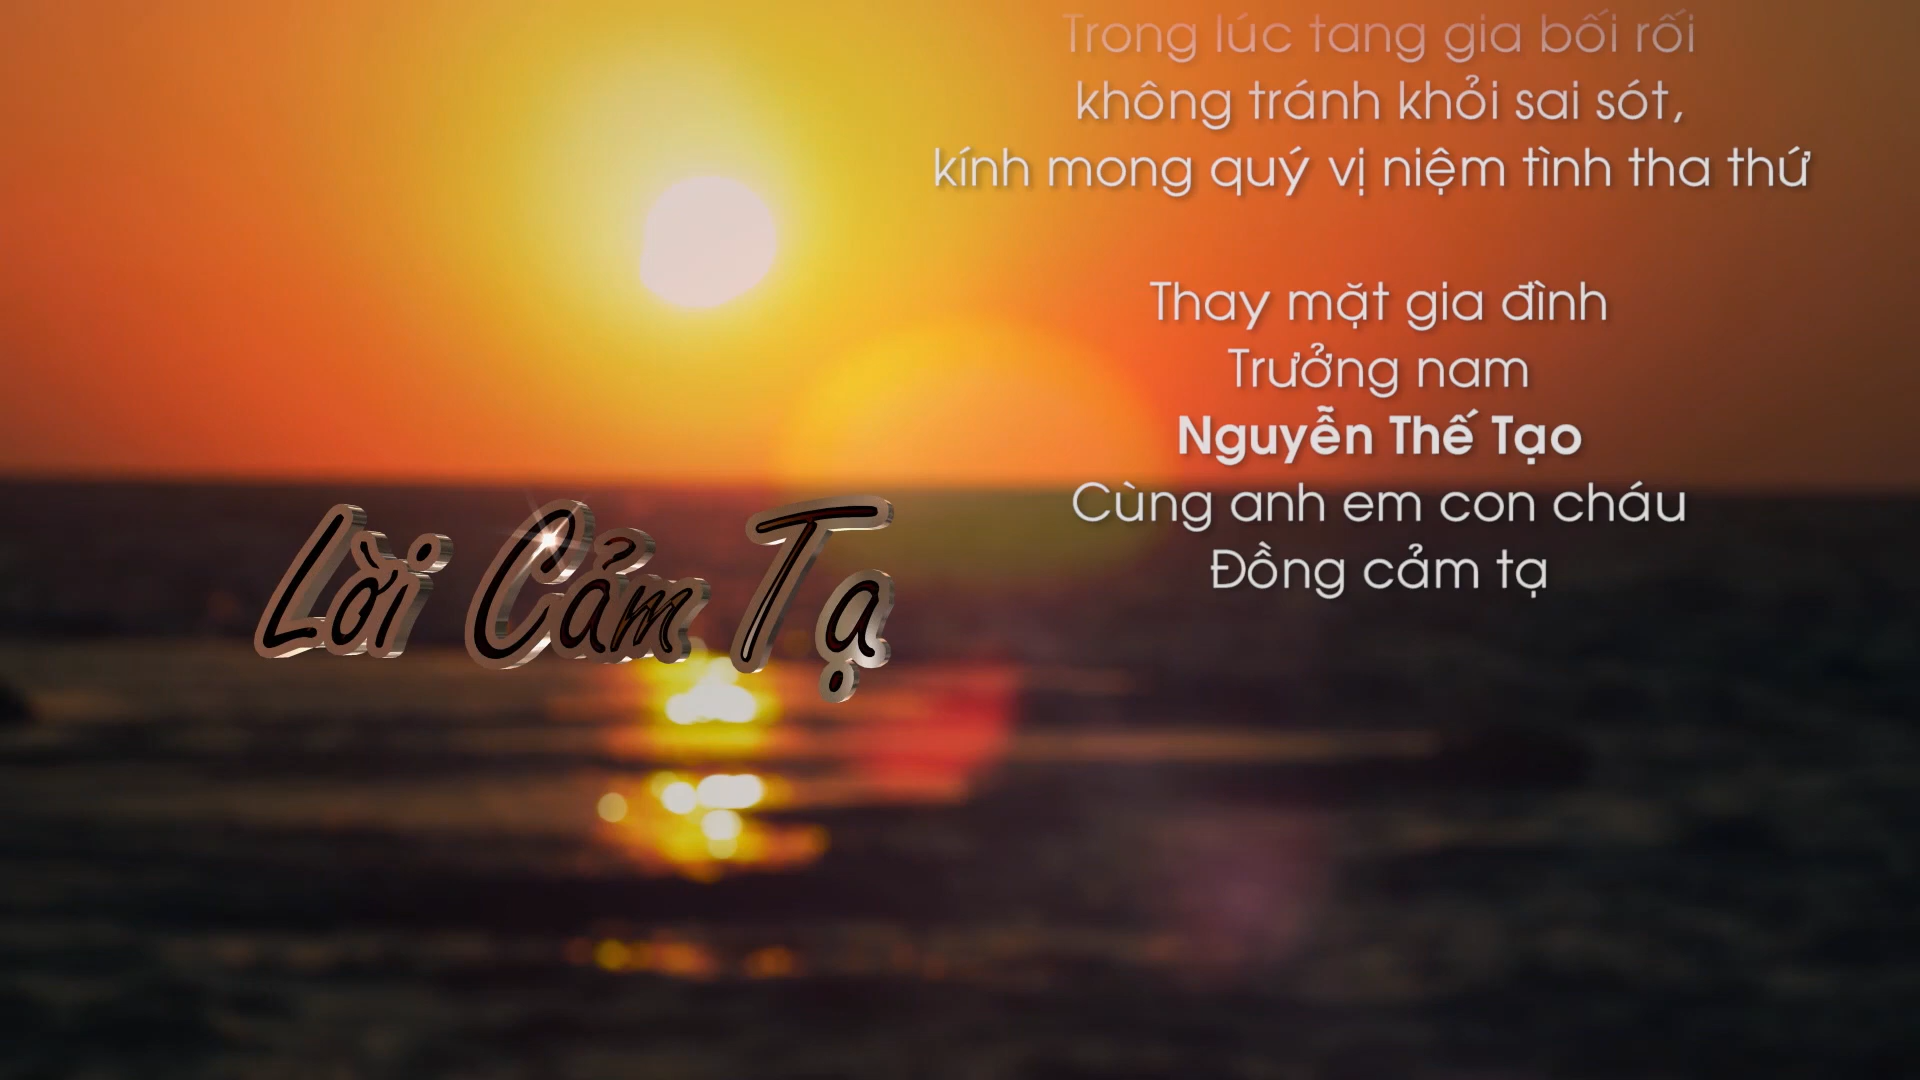 Trong lúc tang gia bối rối
không tránh khỏi sai sót,
kính mong quý vị niệm tình tha thứ
Thay mặt gia đình
Trưởng nam
Nguyễn Thế Tạo
Cùng anh em con cháu
Đồng cảm tạ
Lời Cảm Tạ